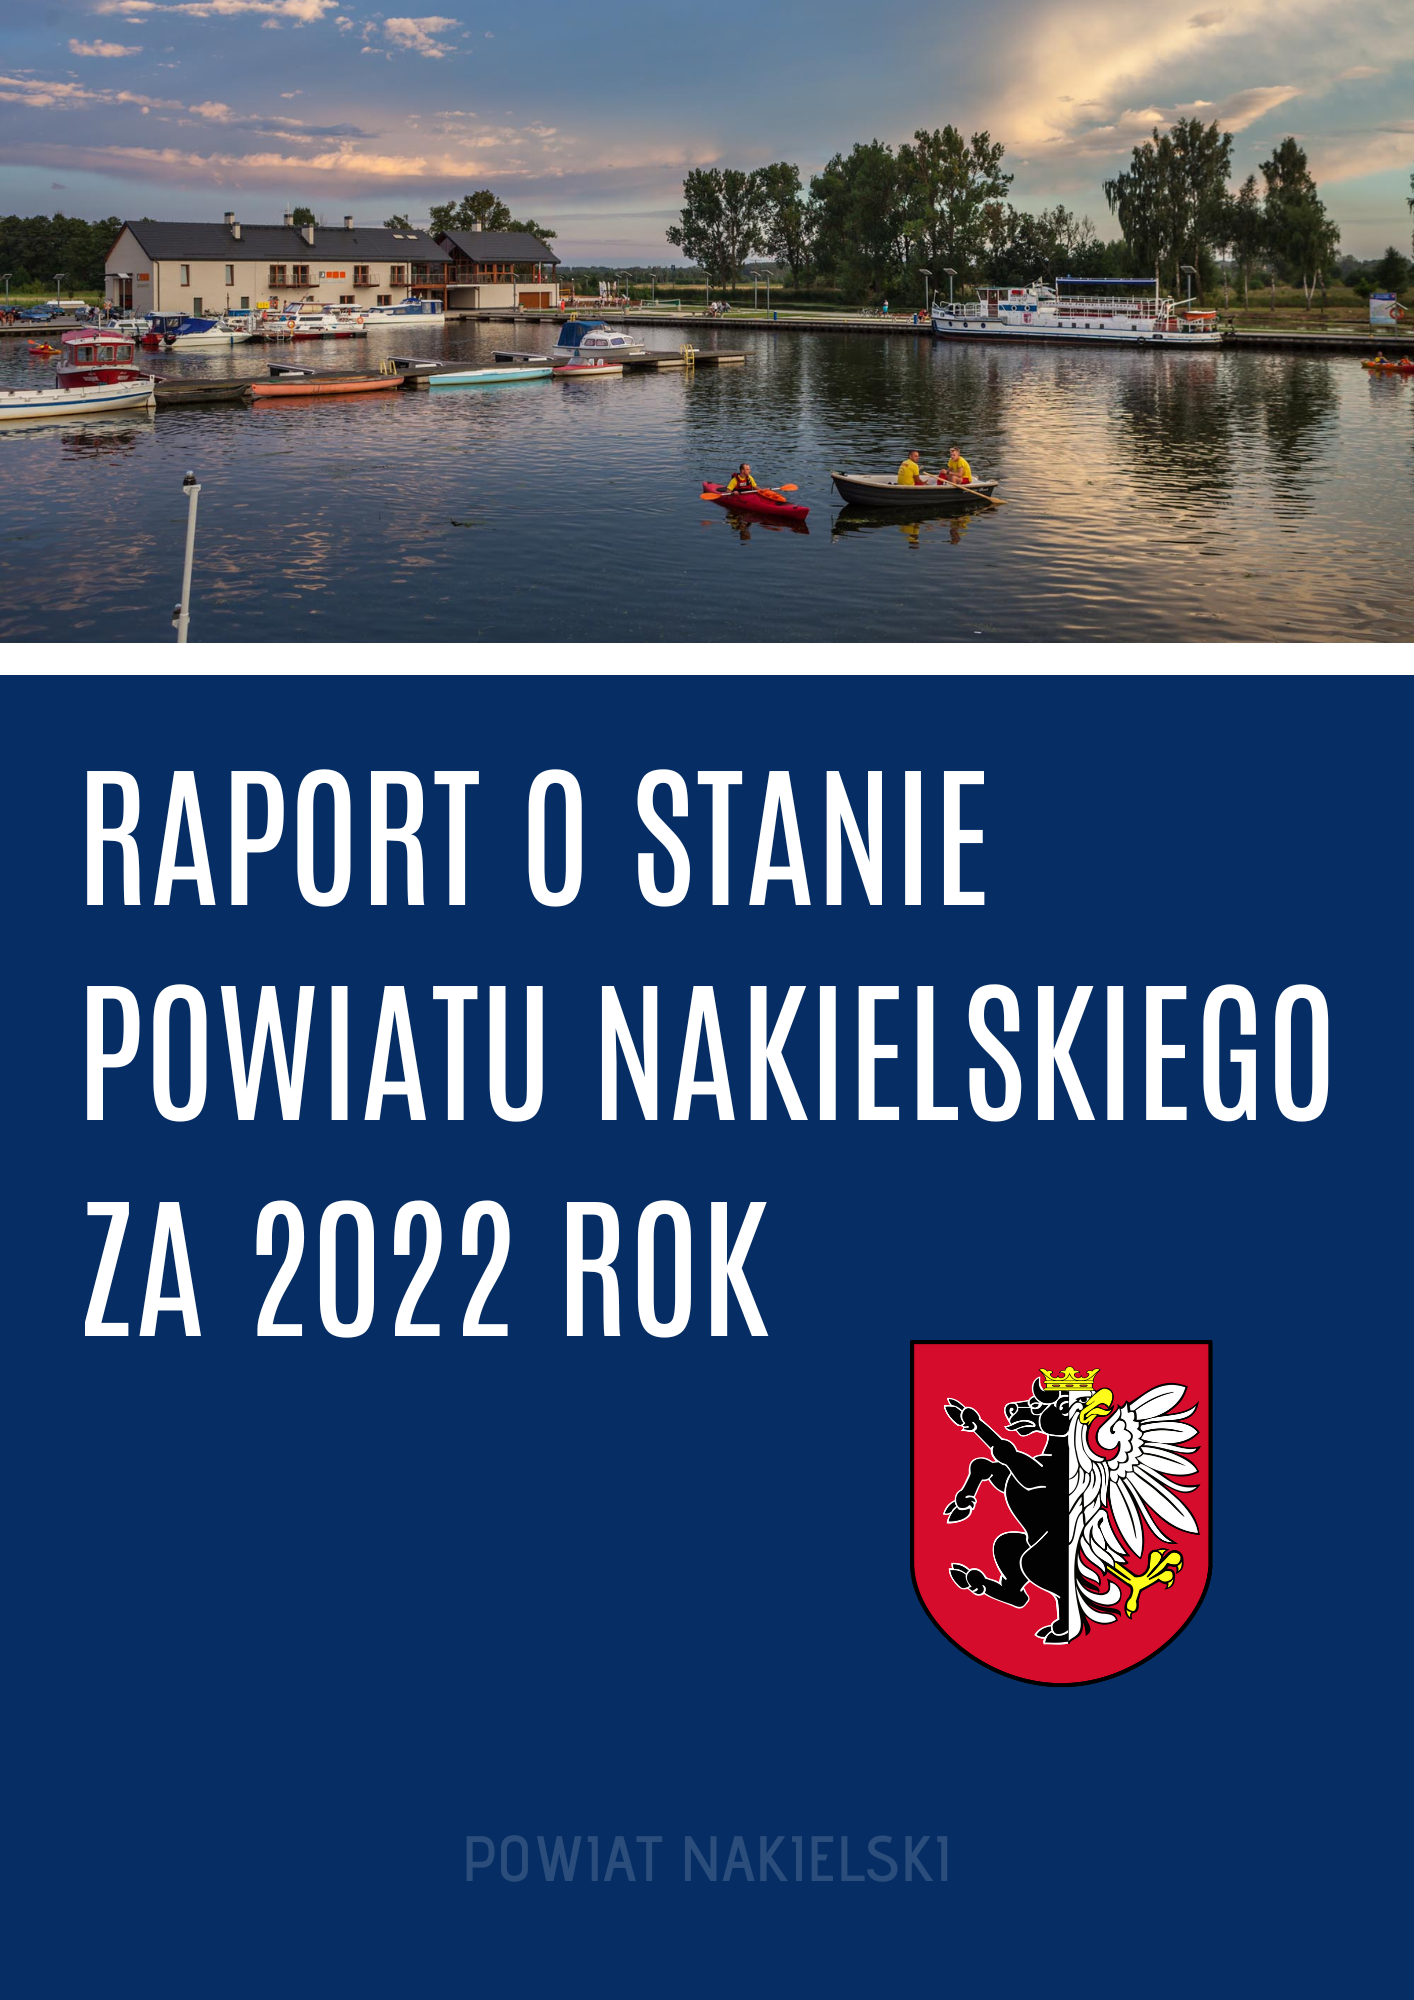 RAPORT O STANIE
POWIATU NAKIELSKIEGO
ZA 2022 ROK
POWIAT NAKIELSKI